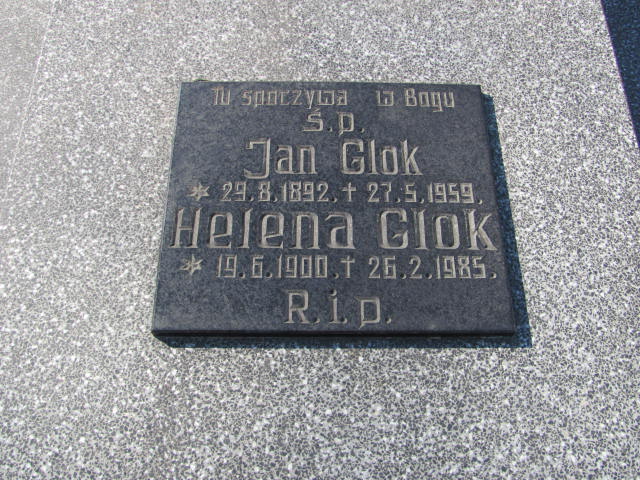 Tu spoczywa w Bogu
Ś.p.
Jan Glok
* 29.8.1892. † 27.5.1959.
Helena Glok
* 19.6.1900. † 26.2.1985.
R.i.p.